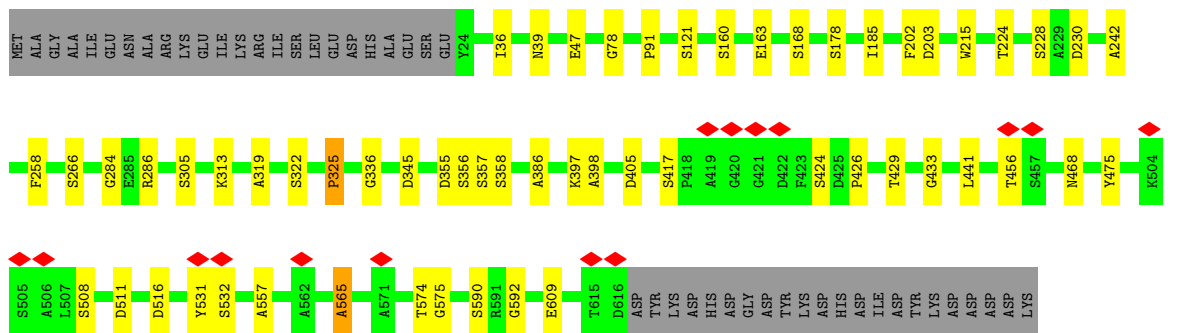 MET ALA GLY ALA ILE GLU ASN ALA ARG LYS GLU ILE LYS ARG ILE SER LEU GLU ASP HIS ALA GLU SER GLU Y24 I36 N39 E47 G78 P91 S121 S160 E163 S168 S178 I185 F202 D203 W215 T224 S228 A229 D230 A242
F258 S266 G284 E285 R286 S305 K313 A319 S322 P325 G336 D345 D355 S356 S357 S358 A386 K397 A398 D405 S417 P418 A419 G420 G421 D422 F423 S424 D425 P426 T429 G433 L441 T456 S457 N468 Y475 K504
S505 A506 L507 S508 D511 D516 Y531 S532 A557 A562 A565 A571 T574 G575 S590 R591 G592 E609 T615 D616 ASP TYR LYS ASP HIS ASP GLY ASP TYR LYS ASP HIS ASP ILE ASP TYR LYS ASP ASP ASP ASP LYS